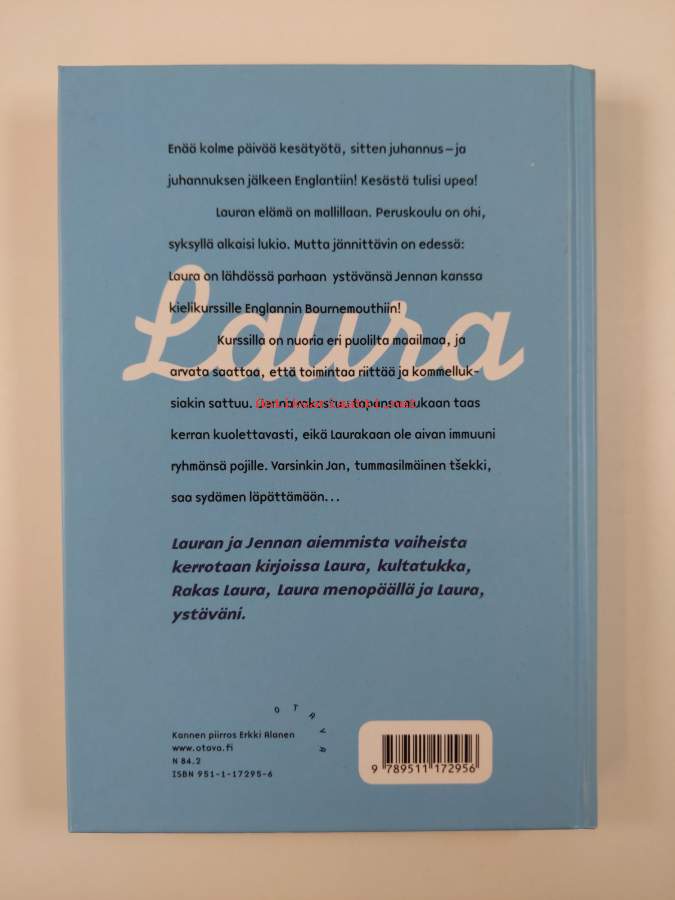 Enää kolme päivää kesätyötä, sitten juhannus – ja
juhannuksen jälkeen Englantiin! Kesästä tulisi upea!
Lauran elämä on mallillaan. Peruskoulu on ohi,
syksyllä alkaisi lukio. Mutta jännittävin on edessä:
Laura on lähdössä parhaan ystävänsä Jennan kanssa
kielikurssille Englannin Bournemouthiin!
Laura
Kurssilla on nuoria eri puolilta maailmaa, ja
arvata saattaa, että toimintaa riittää ja kommelluk-
siakin sattuu. Jenna rakastuu tapansa mukaan taas
kerran kuolettavasti, eikä Laurakaan ole aivan immuuni
ryhmänsä pojille. Varsinkin Jan, tummasilmäinen tšekki,
saa sydämen läpättämään...
Lauran ja Jennan aiemmista vaiheista
kerrotaan kirjoissa Laura, kultatukka,
Rakas Laura, Laura menopäällä ja Laura,
ystäväni.
OTAVA
Kannen piirros Erkki Alanen
www.otava.fi
N 84.2
ISBN 951-1-17295-6
9 789511 172956